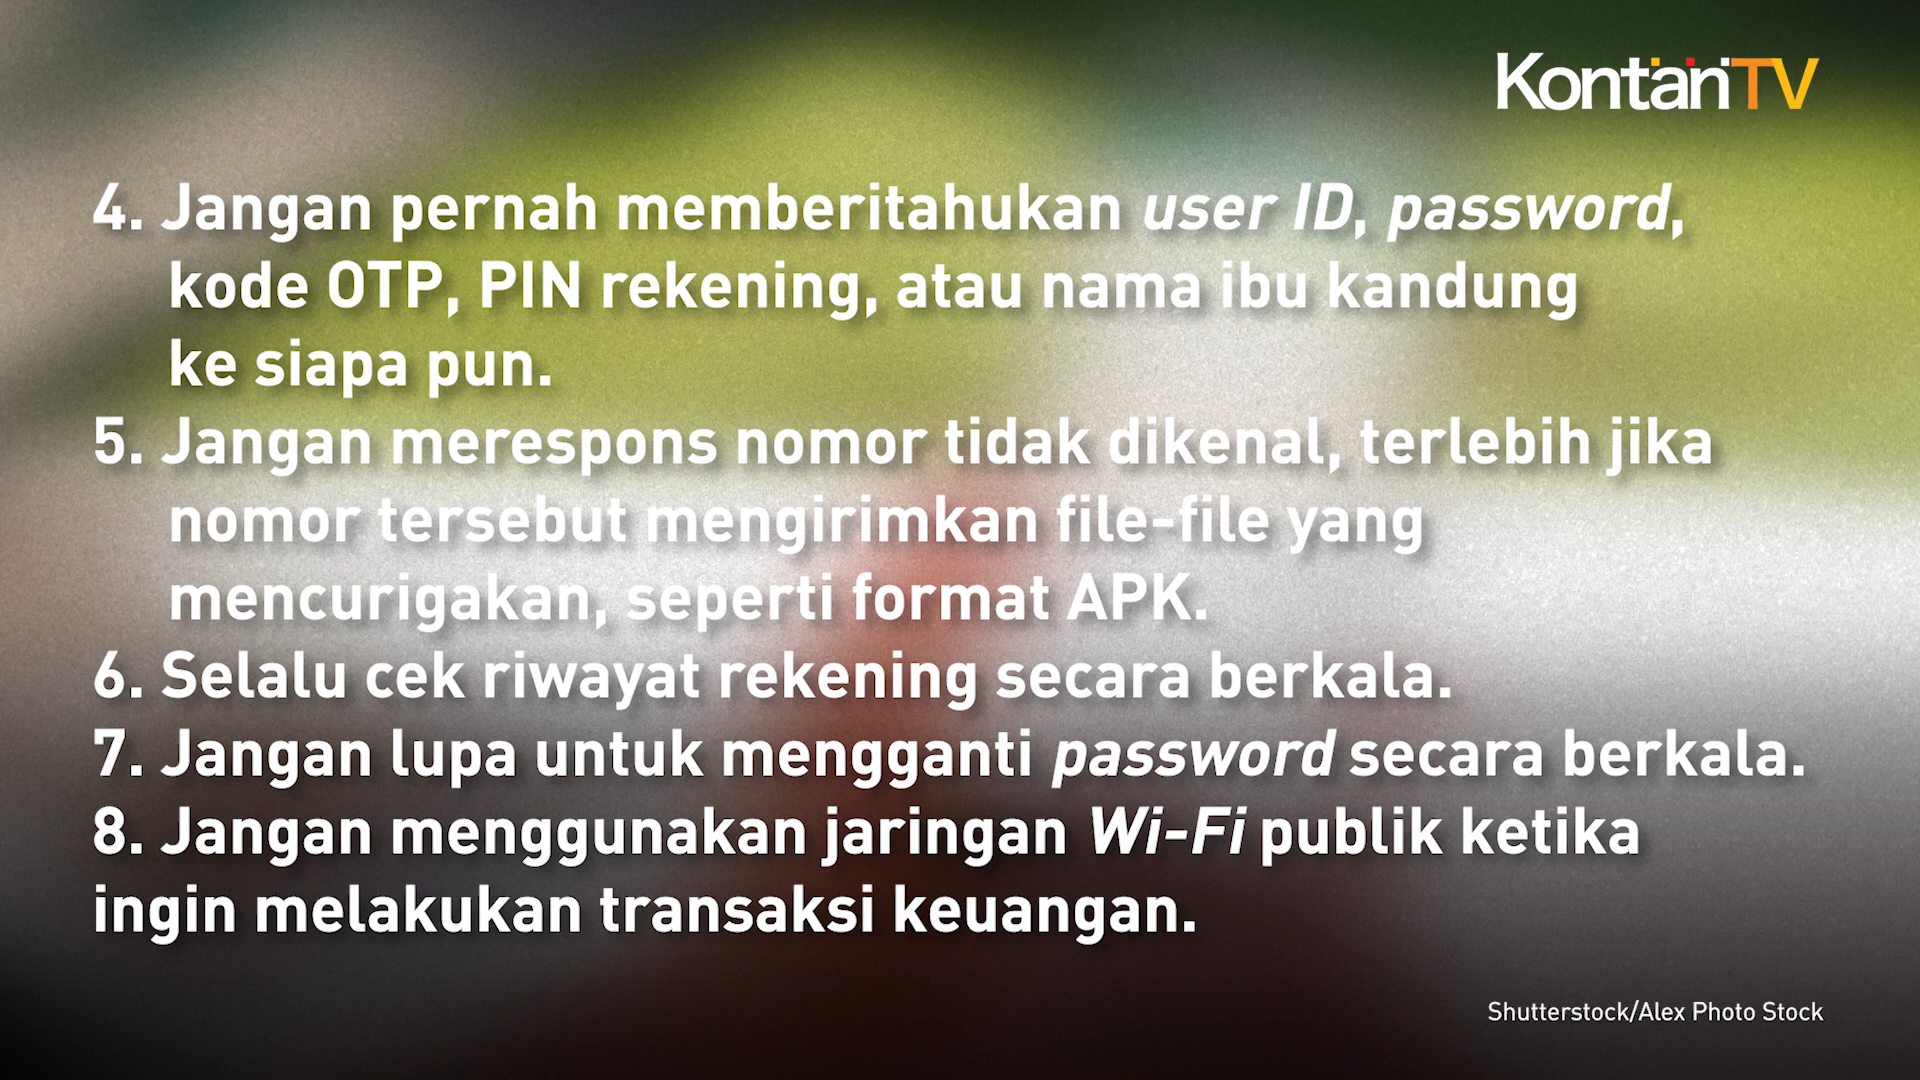 KontanTV
4. Jangan pernah memberitahukan user ID, password,
kode OTP, PIN rekening, atau nama ibu kandung
ke siapa pun.
5. Jangan merespons nomor tidak dikenal, terlebih jika
nomor tersebut mengirimkan file-file yang
mencurigakan, seperti format APK.
6. Selalu cek riwayat rekening secara berkala.
7. Jangan lupa untuk mengganti password secara berkala.
8. Jangan menggunakan jaringan Wi-Fi publik ketika
ingin melakukan transaksi keuangan.
Shutterstock/Alex Photo Stock